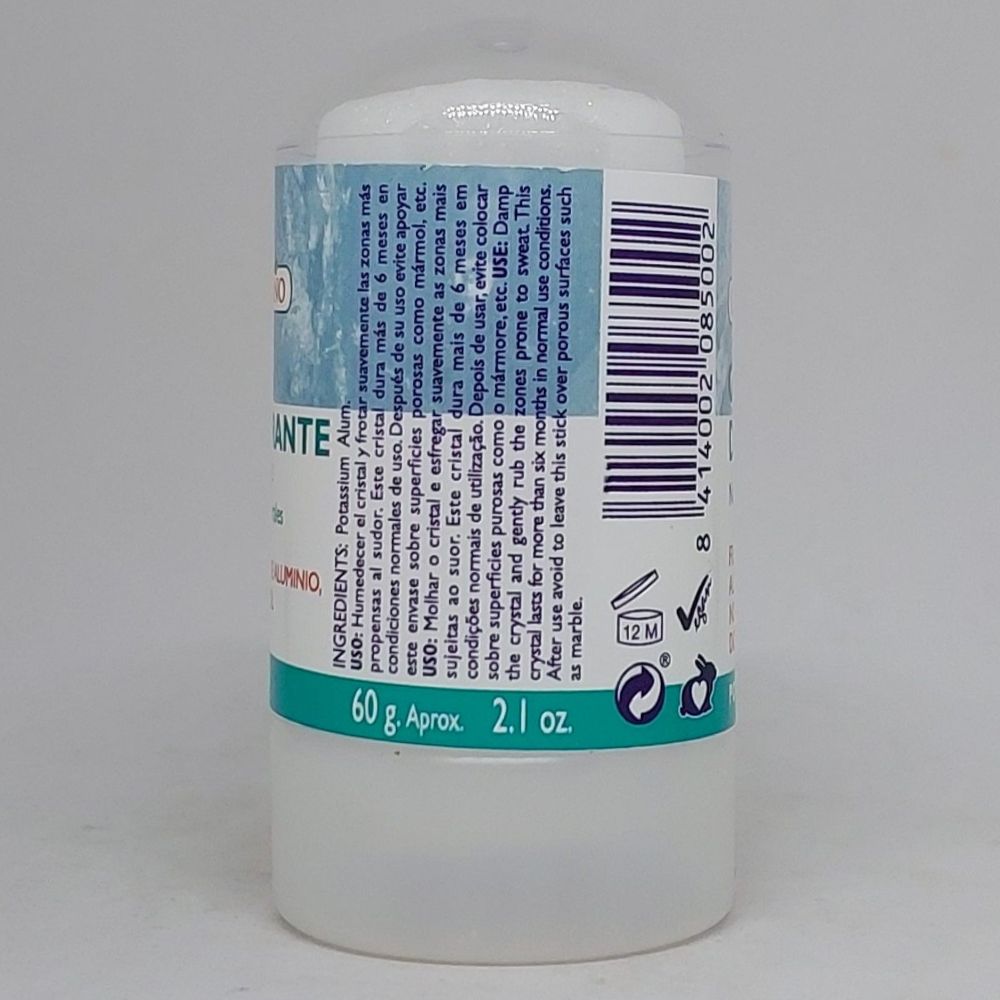 INGREDIENTS: Potassium Alum.
USO: Humedecer el cristal y frotar suavemente las zonas más
propensas al sudor. Este cristal dura más de 6 meses en
condiciones normales de uso. Después de su uso evite apoyar
este envase sobre superficies porosas como mármol, etc.
USO: Molhar o cristal e esfregar suavemente as zonas mais
sujeitas ao suor. Este cristal dura mais de 6 meses em
condições normais de utilização. Depois de usar, evite colocar
sobre superficies purosas como o mármore, etc. USE: Damp
the crystal and gently rub the zones prone to sweat. This
crystal lasts for more than six months in normal use conditions.
After use avoid to leave this stick over porous surfaces such
as marble.
8 414002 085002
12 M
®
ALUMINIO,
60 g. Aprox. 2.1 oz.